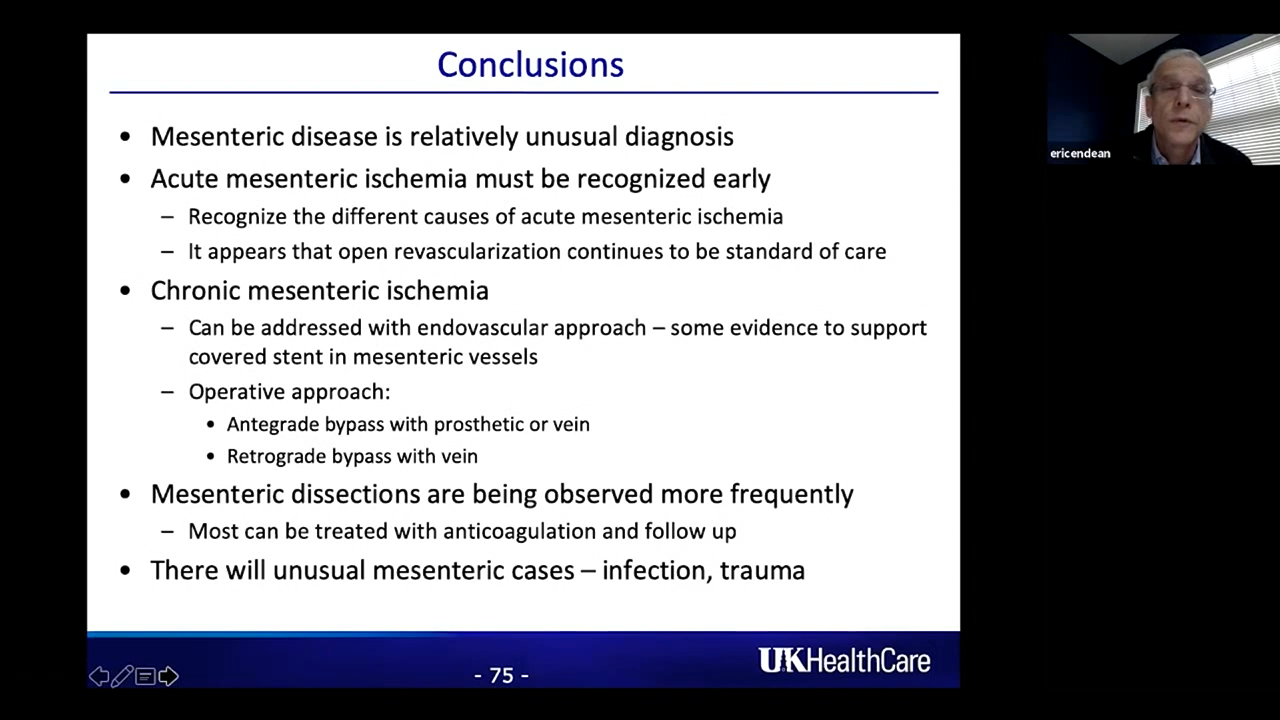 Conclusions
• Mesenteric disease is relatively unusual diagnosis
• Acute mesenteric ischemia must be recognized early
– Recognize the different causes of acute mesenteric ischemia
– It appears that open revascularization continues to be standard of care
• Chronic mesenteric ischemia
– Can be addressed with endovascular approach – some evidence to support
covered stent in mesenteric vessels
– Operative approach:
• Antegrade bypass with prosthetic or vein
• Retrograde bypass with vein
• Mesenteric dissections are being observed more frequently
– Most can be treated with anticoagulation and follow up
• There will unusual mesenteric cases – infection, trauma
- 75 -
UKHealthCare
ericendean